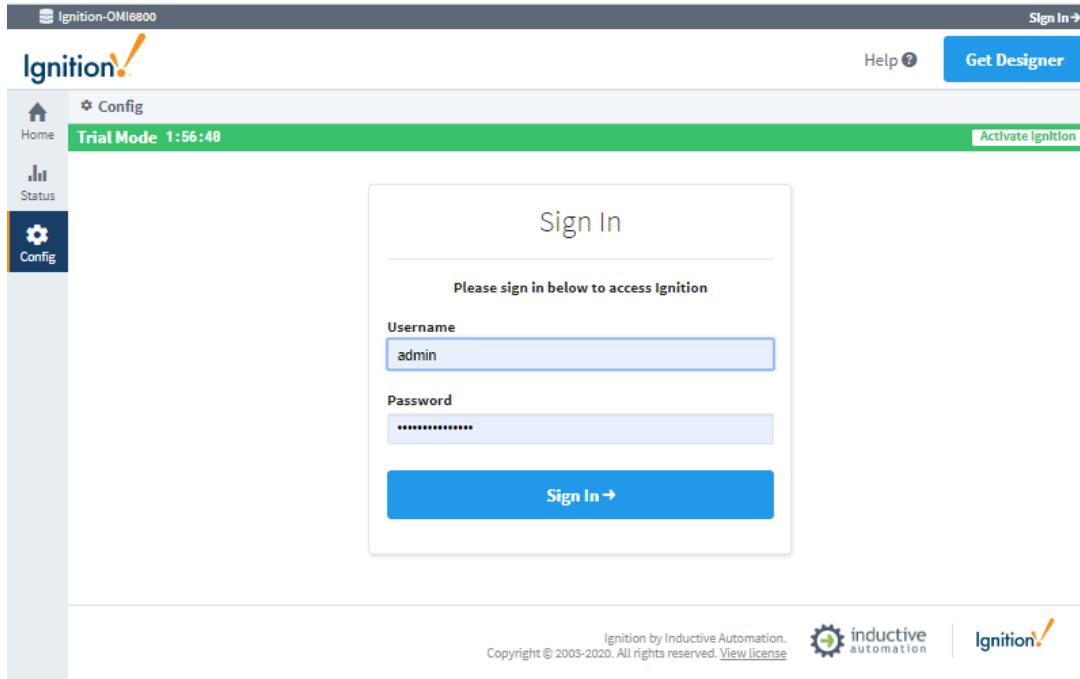 Ignition-OMI6800
Sign In
Ignition!
Help ?
Get Designer
Home
Config
Trial Mode 1:56:40
Activate Ignition
Status
Config
Sign In
Please sign in below to access Ignition
Username
admin
Password
•••••••••••••••
Sign In
Ignition by Inductive Automation.
Copyright © 2003-2020. All rights reserved. View license
inductive
automation
Ignition!